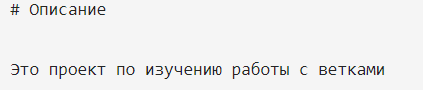 # Описание
Это проект по изучению работы с ветками